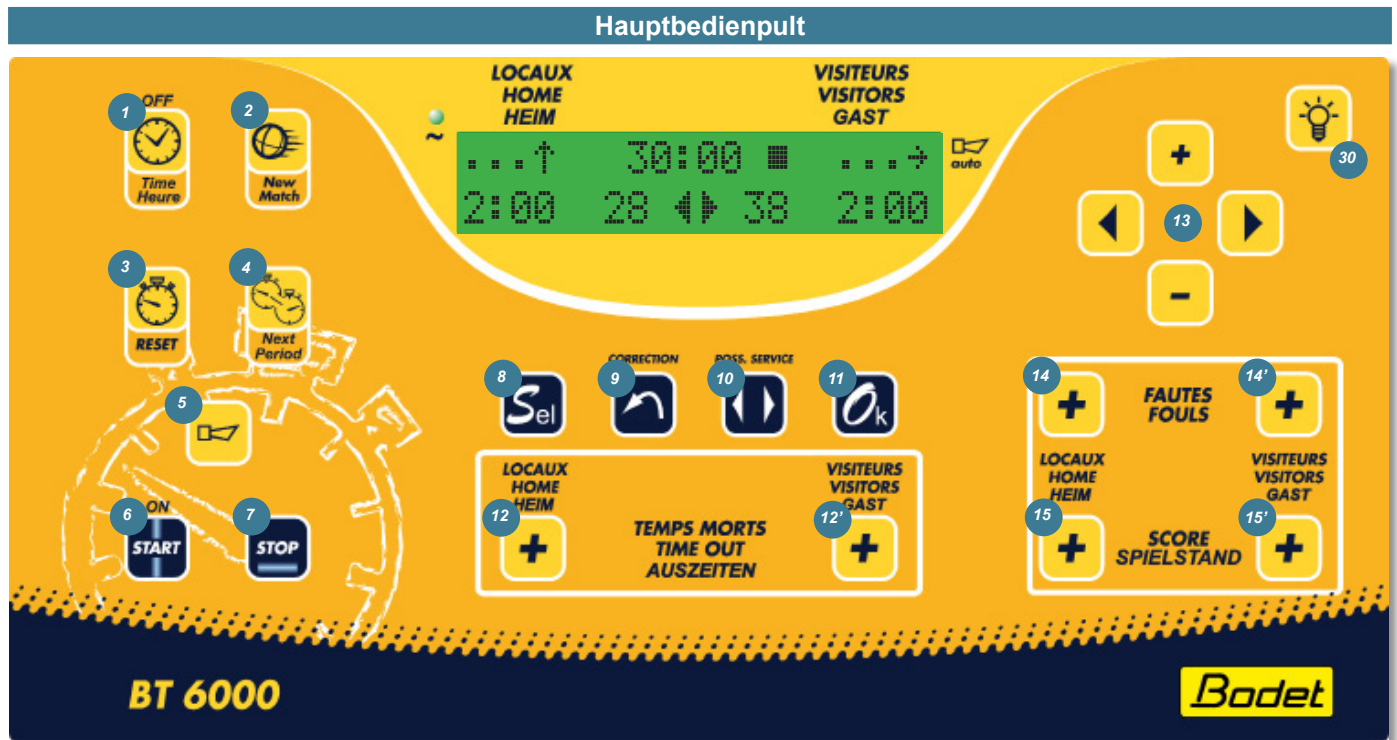 Hauptbedienpult
LOCAUX
HOME
HEIM
VISITEURS
VISITORS
GAST
1
OFF
Time
Heure
2
New
Match
~
...↑ 30:00 ■ ...→
2:00 28 ◀▶ 38 2:00
auto
30
+
13
-
3
RESET
4
Next
Period
5
6
ON
START
7
STOP
8
Sel
CORRECTION
9
POSS. SERVICE
10
11
Ok
LOCAUX
HOME
HEIM
12
+
TEMPS MORTS
TIME OUT
AUSZEITEN
VISITEURS
VISITORS
GAST
12'
+
14
+
FAUTES
FOULS
14'
+
LOCAUX
HOME
HEIM
VISITEURS
VISITORS
GAST
15
+
SCORE
SPIELSTAND
15'
+
BT 6000
Bodet